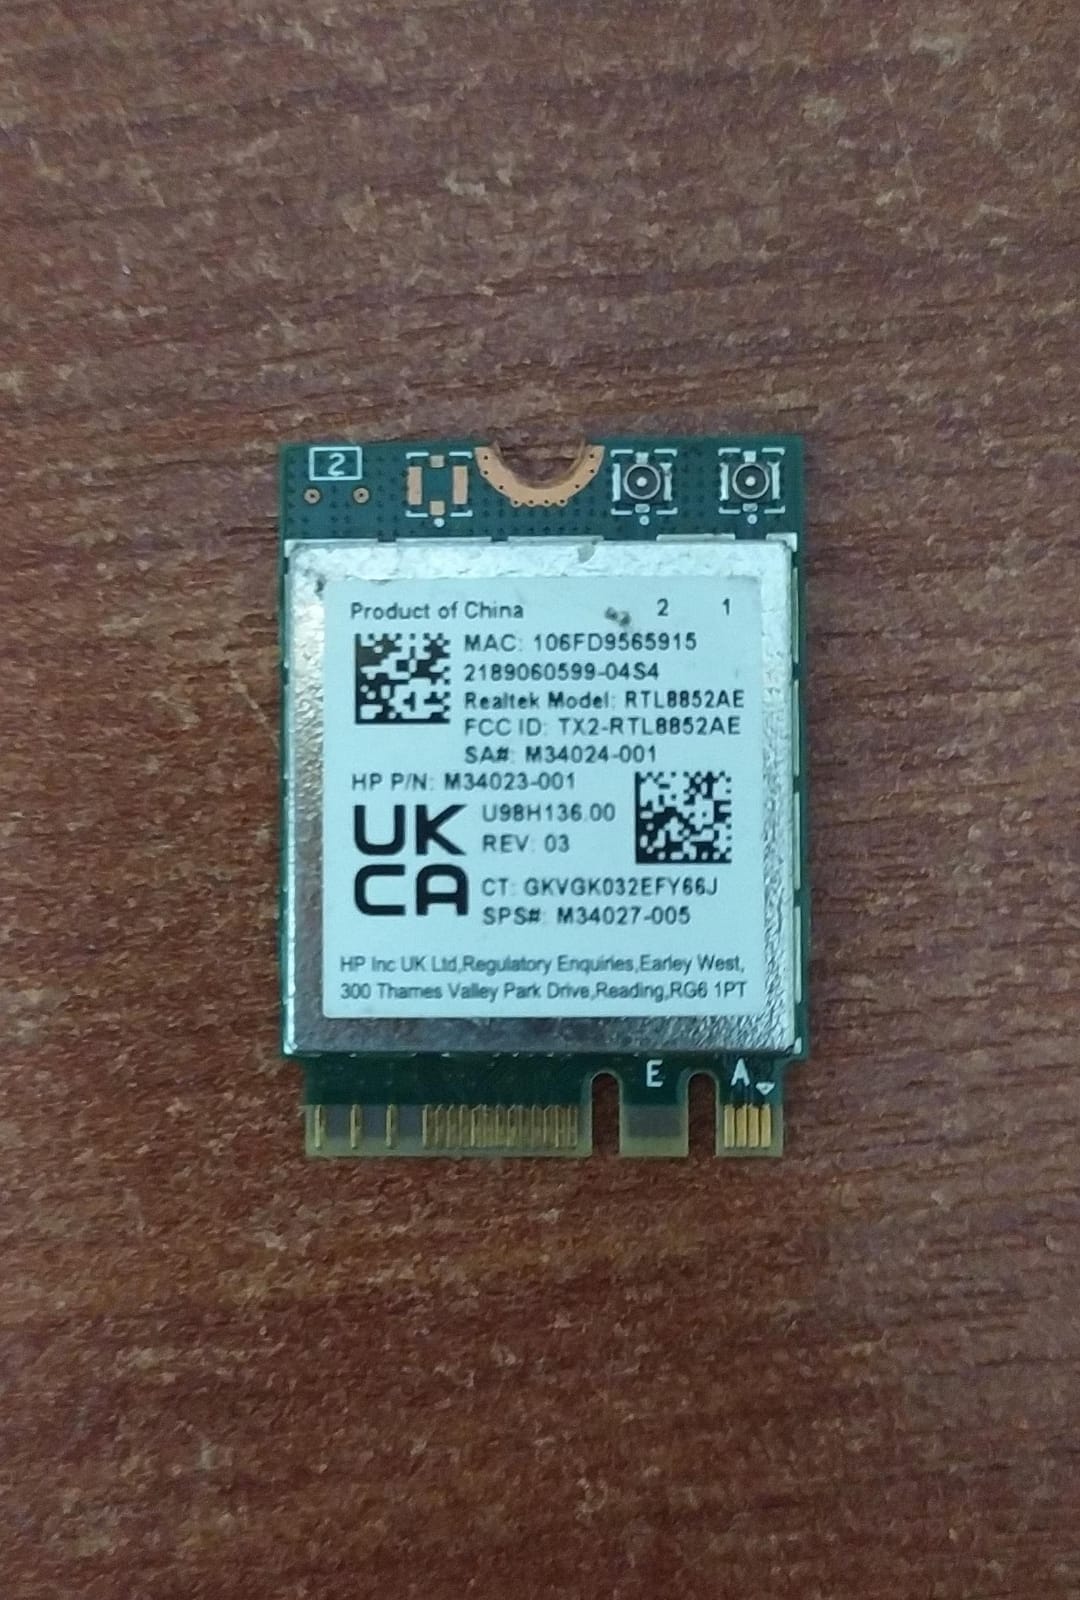 2
Product of China 2 1
MAC: 106FD9565915
2189060599-04S4
Realtek Model: RTL8852AE
FCC ID: TX2-RTL8852AE
SA#: M34024-001
HP P/N: M34023-001
UK
CA
U98H136.00
REV: 03
CT: GKVGK032EFY66J
SPS#: M34027-005
HP Inc UK Ltd,Regulatory Enquiries,Earley West,
300 Thames Valley Park Drive,Reading,RG6 1PT
E A